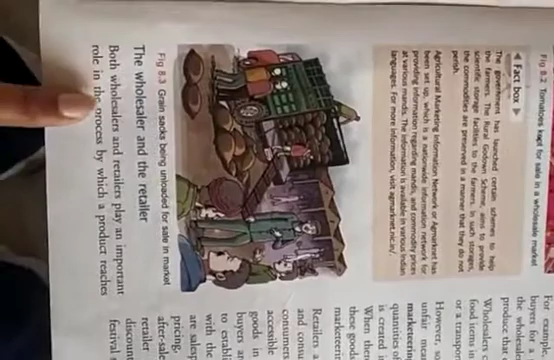 Fig 8.2 Tomatoes kept for sale in a wholesale market
Fact box
The government has launched certain schemes to help
the farmers. The Rural Godown Scheme, aims to provide
scientific storage facilities to the farmers. In such storages,
the commodities are preserved in a manner that they do not
perish.
Agricultural Marketing Information Network or Agmarknet has
been set up, which is a nationwide information network for
providing information regarding mandis, and commodity prices
at various mandis. The information is available in various Indian
languages. For more information, visit agmarknet.nic.in/
Fig 8.3 Grain sacks being unloaded for sale in market
The wholesaler and the retailer
Both wholesalers and retailers play an important
role in the process by which a product reaches
For example
buyers for a
the wholesa
produce that
Wholesalers
food items in
or a transp
However, so
unfair mea
marketeerin
quantities
is created i
When the
these goods
marketeerin
Retailers a
and consu
consumers
accessible
goods in
buyers ar
to establi
with the
are salesp
pricing,
after-sale
retailer
discount
festival s